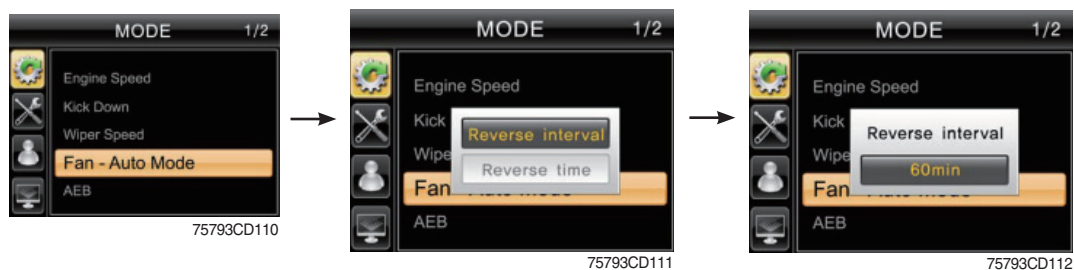 MODE 1/2
Engine Speed
Kick Down
Wiper Speed
Fan - Auto Mode
AEB
75793CD110
MODE 1/2
Engine Speed
Kick
Reverse interval
Wipe
Reverse time
Fan
AEB
75793CD111
MODE 1/2
Engine Speed
Kick
Reverse interval
Wipe
60min
Fan
AEB
75793CD112